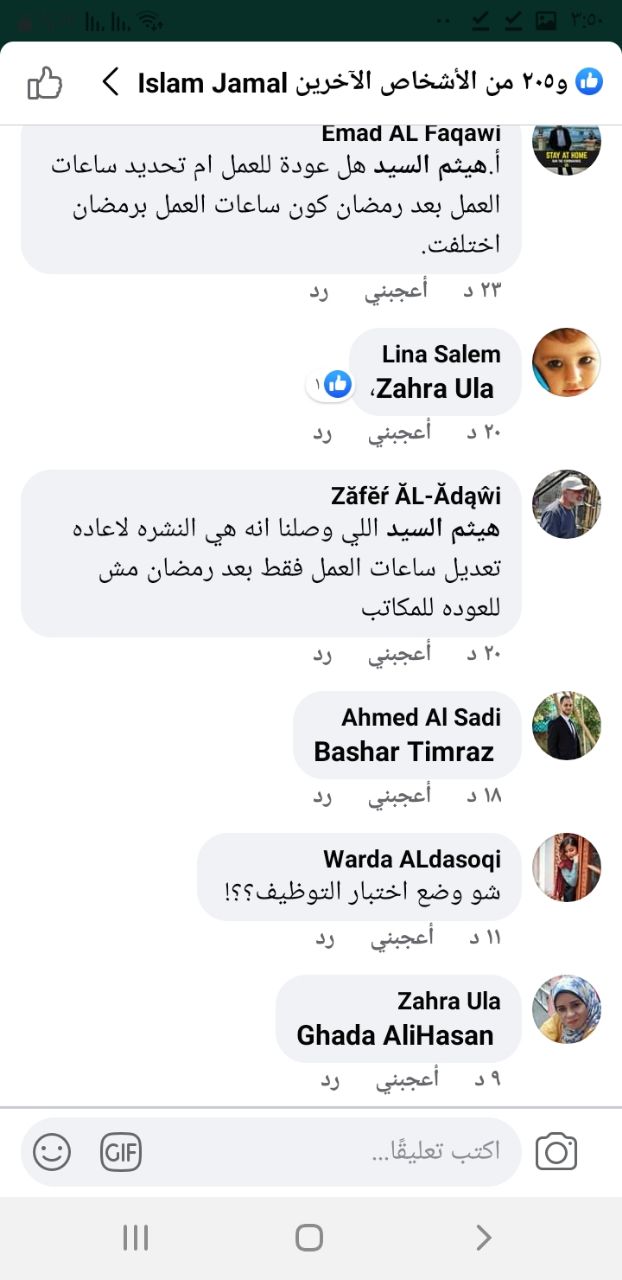 ٣:٥٠
Islam Jamal و٢٠٥ من الأشخاص الآخرين
STAY AT HOME
Emad AL Faqawi
أ.هيثم السيد هل عودة للعمل ام تحديد ساعات
العمل بعد رمضان كون ساعات العمل برمضان
اختلفت.
٢٣ د أعجبني رد
Lina Salem
Zahra Ula،
١
٢٠ د أعجبني رد
Zăfěŕ ĂL-Ădąŵi
هيثم السيد اللي وصلنا انه هي النشره لاعاده
تعديل ساعات العمل فقط بعد رمضان مش
للعوده للمكاتب
٢٠ د أعجبني رد
Ahmed Al Sadi
Bashar Timraz
١٨ د أعجبني رد
Warda ALdasoqi
شو وضع اختبار التوظيف؟؟!
١١ د أعجبني رد
Zahra Ula
Ghada AliHasan
٩ د أعجبني رد
اكتب تعليقًا...
GIF